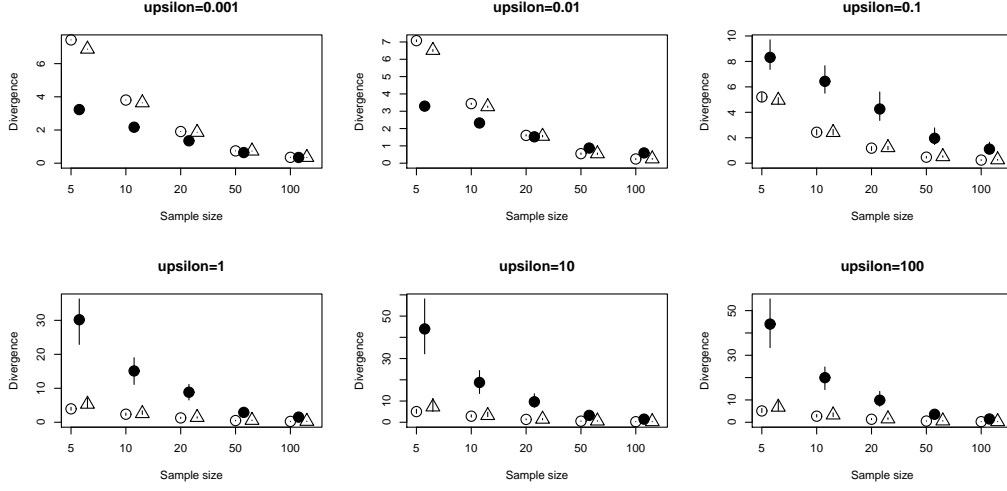 upsilon=0.001
upsilon=0.01
upsilon=0.1
Divergence
0 2 4 6
5 10 20 50 100
Sample size
Divergence
0 1 2 3 4 5 6 7
5 10 20 50 100
Sample size
Divergence
0 2 4 6 8 10
5 10 20 50 100
Sample size
upsilon=1
upsilon=10
upsilon=100
Divergence
0 10 20 30
5 10 20 50 100
Sample size
Divergence
0 10 30 50
5 10 20 50 100
Sample size
Divergence
0 10 30 50
5 10 20 50 100
Sample size